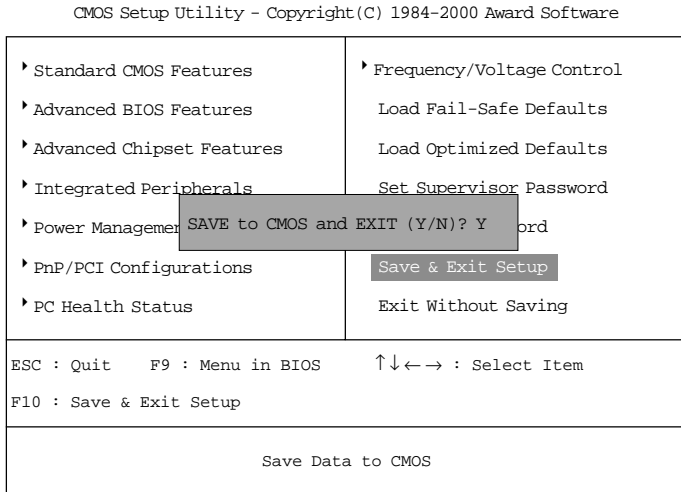 CMOS Setup Utility - Copyright(C) 1984-2000 Award Software
Standard CMOS Features
Advanced BIOS Features
Advanced Chipset Features
Integrated Peripherals
Power Managemen
PnP/PCI Configurations
PC Health Status
Frequency/Voltage Control
Load Fail-Safe Defaults
Load Optimized Defaults
Set Supervisor Password
ord
Save & Exit Setup
Exit Without Saving
SAVE to CMOS and EXIT (Y/N)? Y
ESC : Quit F9 : Menu in BIOS ↑↓←→ : Select Item
F10 : Save & Exit Setup
Save Data to CMOS